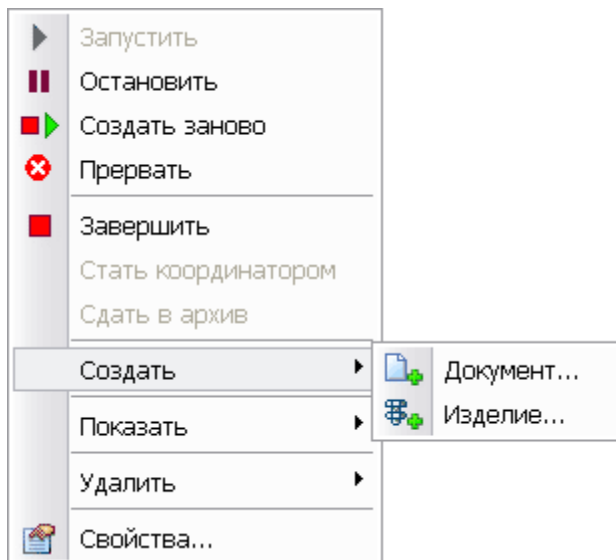 Запустить
Остановить
Создать заново
Прервать
Завершить
Стать координатором
Сдать в архив
Создать
Документ...
Изделие...
Показать
Удалить
Свойства...